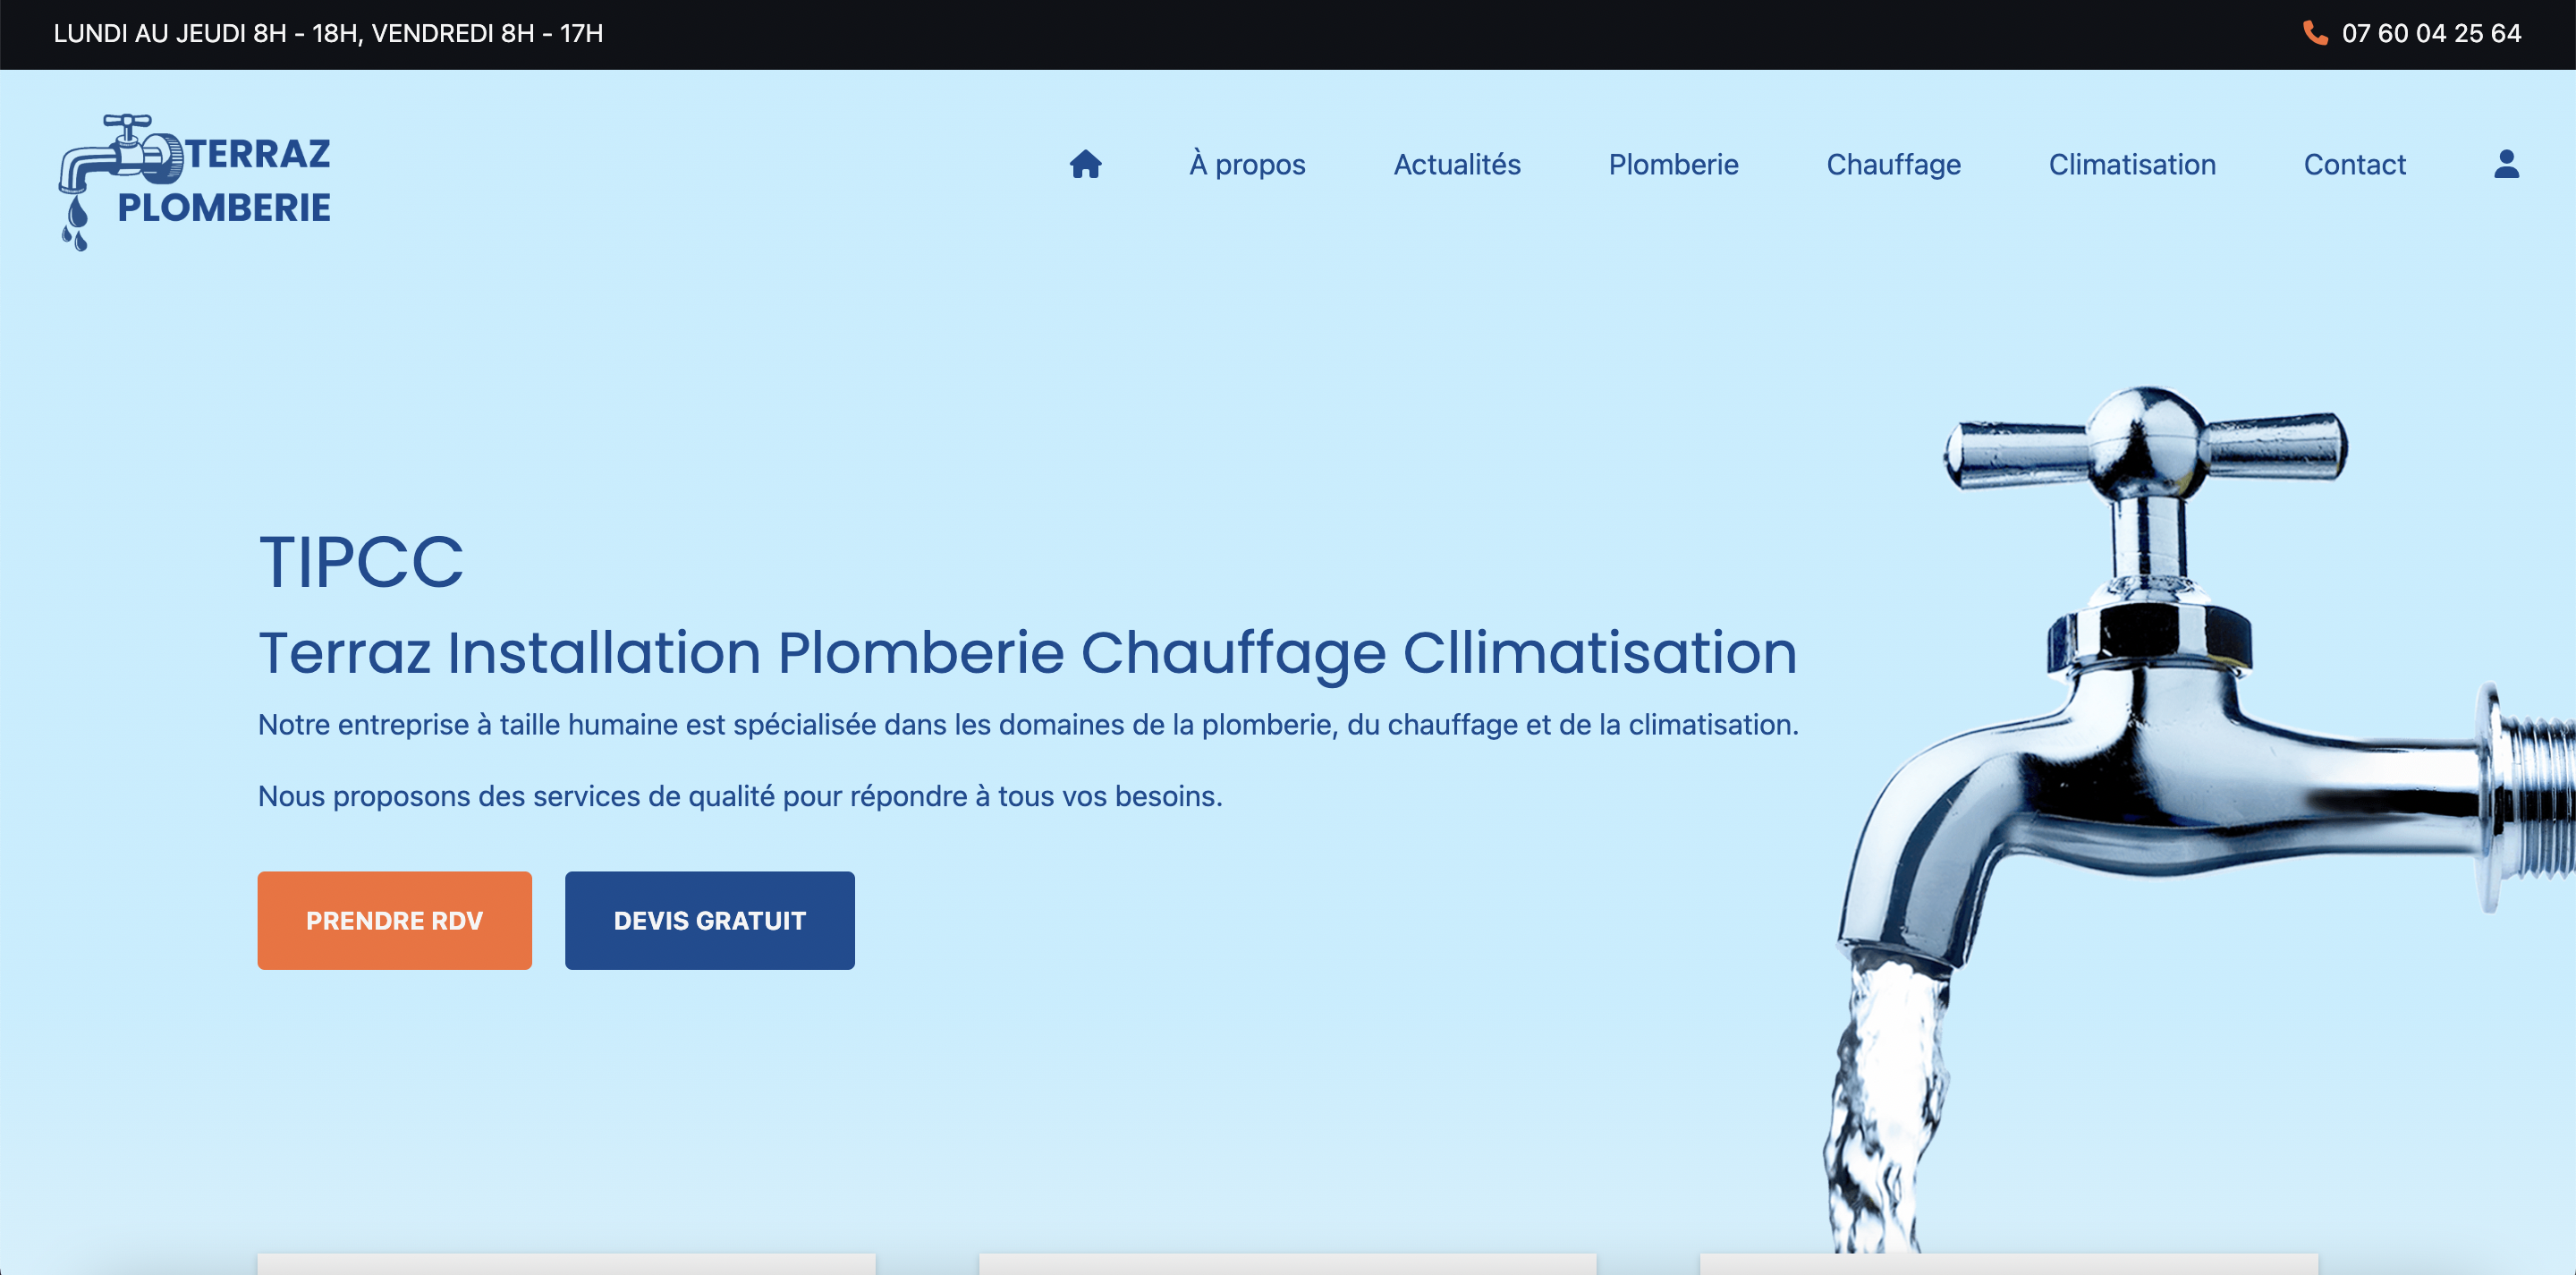 LUNDI AU JEUDI 8H - 18H, VENDREDI 8H - 17H
07 60 04 25 64
TERRAZ
PLOMBERIE
À propos
Actualités
Plomberie
Chauffage
Climatisation
Contact
TIPCC
Terraz Installation Plomberie Chauffage Cllimatisation
Notre entreprise à taille humaine est spécialisée dans les domaines de la plomberie, du chauffage et de la climatisation.
Nous proposons des services de qualité pour répondre à tous vos besoins.
PRENDRE RDV
DEVIS GRATUIT